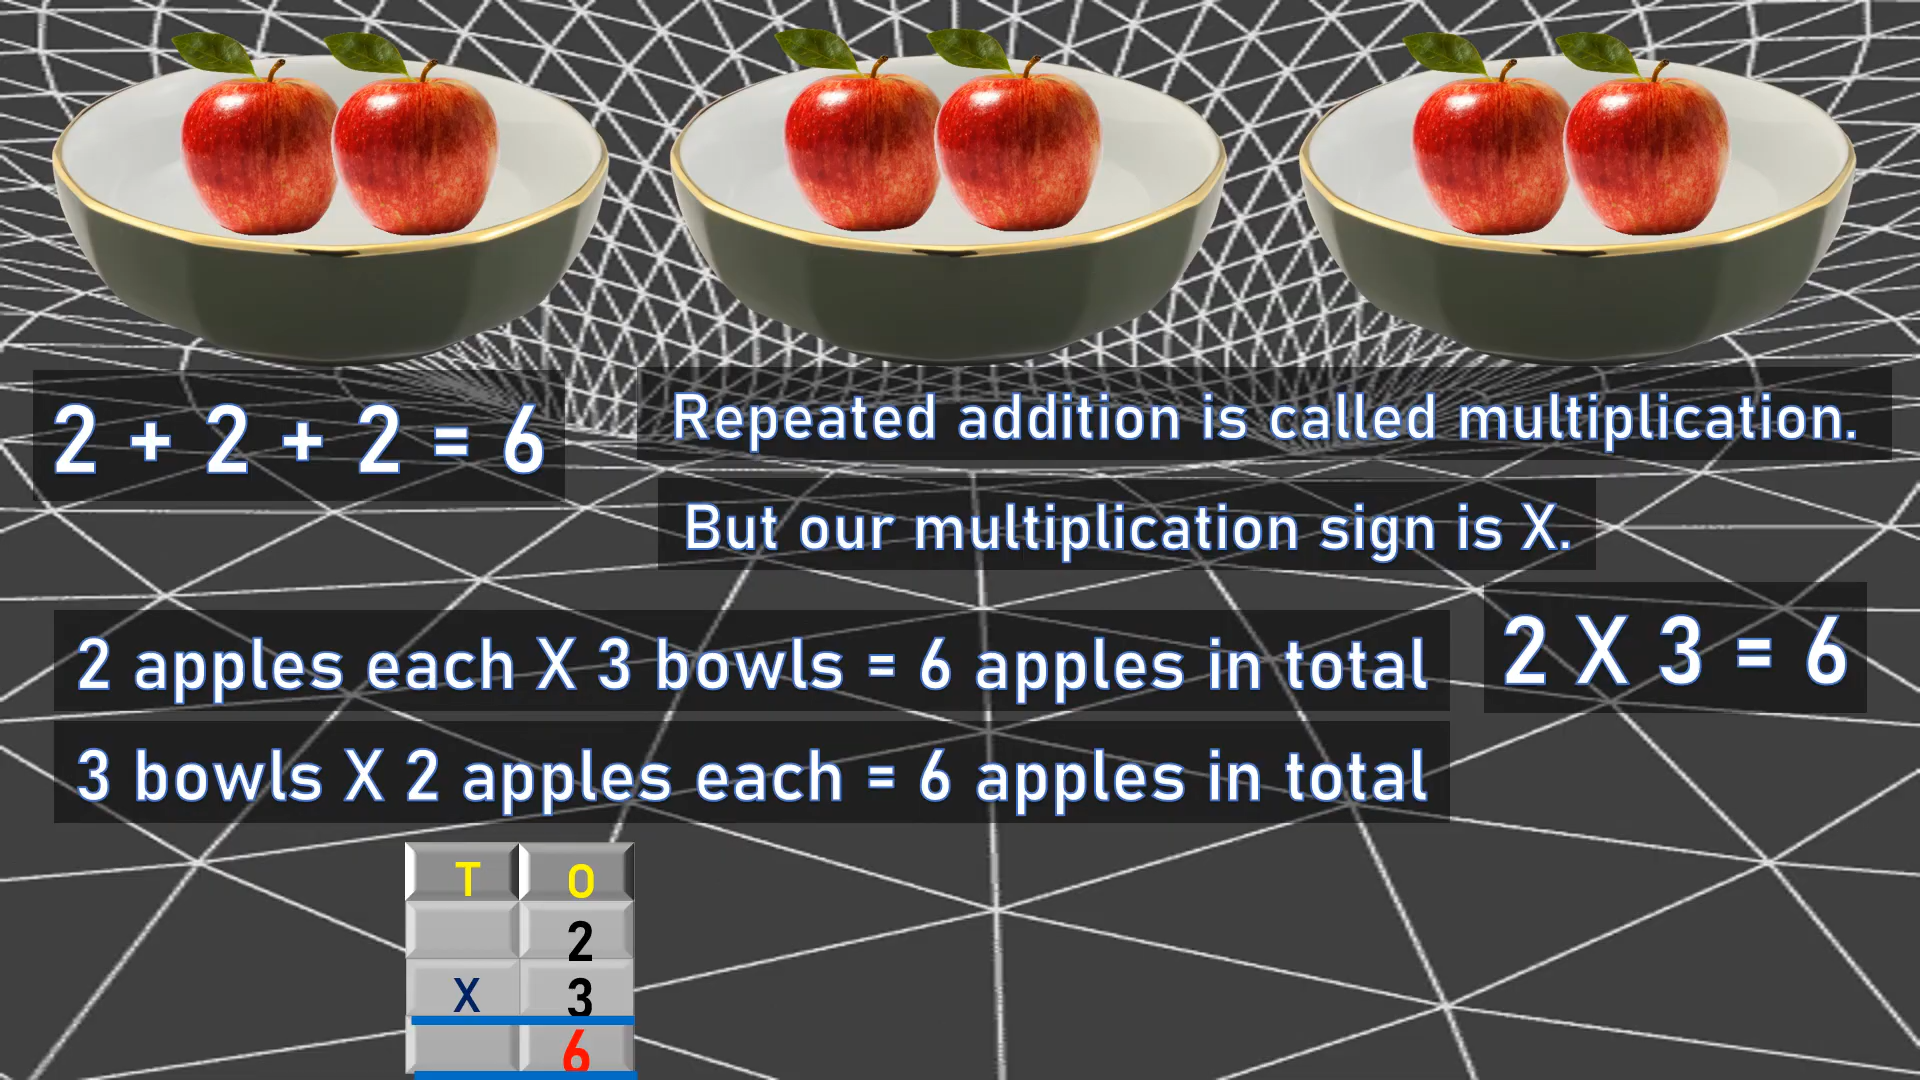 2 + 2 + 2 = 6
Repeated addition is called multiplication.
But our multiplication sign is X.
2 apples each X 3 bowls = 6 apples in total
2 X 3 = 6
3 bowls X 2 apples each = 6 apples in total
T O
2
X 3
6